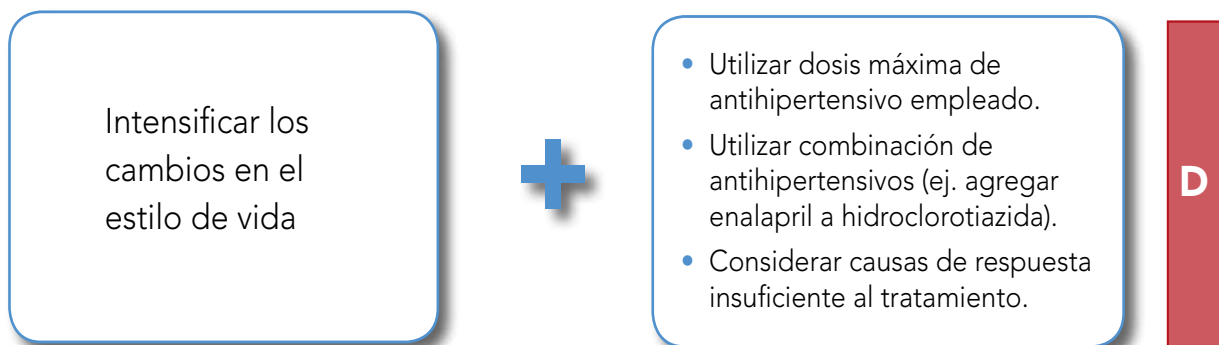 Intensificar los
cambios en el
estilo de vida
• Utilizar dosis máxima de
antihipertensivo empleado.
• Utilizar combinación de
antihipertensivos (ej. agregar
enalapril a hidroclorotiazida).
• Considerar causas de respuesta
insuficiente al tratamiento.
D